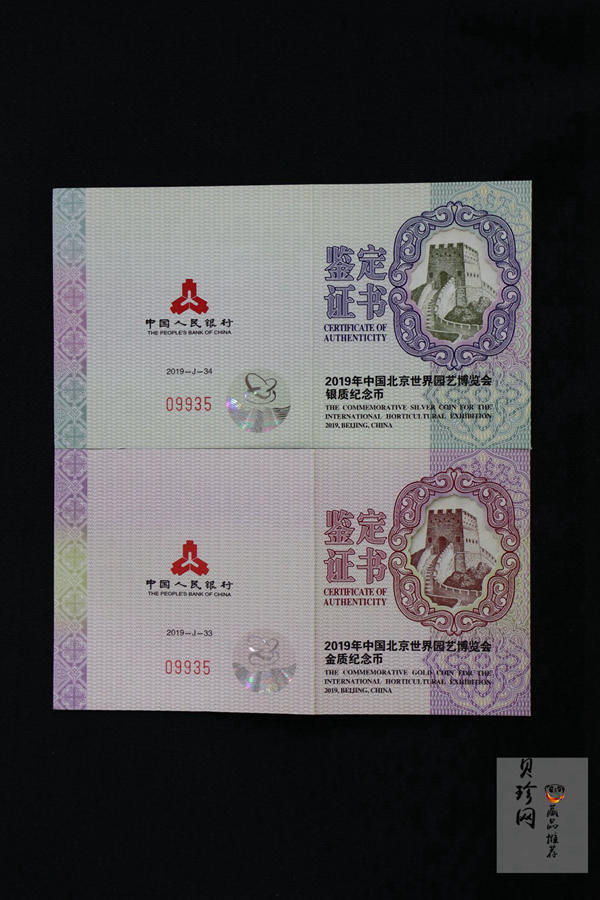 中国人民银行
THE PEOPLE'S BANK OF CHINA
2019-J-34
09935
鉴定
证书
CERTIFICATE OF
AUTHENTICITY
2019年中国北京世界园艺博览会
银质纪念币
THE COMMEMORATIVE SILVER COIN FOR THE
INTERNATIONAL HORTICULTURAL EXHIBITION
2019, BEIJING, CHINA
中国人民银行
THE PEOPLE'S BANK OF CHINA
2019-J-33
09935
鉴定
证书
CERTIFICATE OF
AUTHENTICITY
2019年中国北京世界园艺博览会
金质纪念币
THE COMMEMORATIVE GOLD COIN FOR THE
INTERNATIONAL HORTICULTURAL EXHIBITION
2019, BEIJING, CHINA
贝珍网
藏品推荐